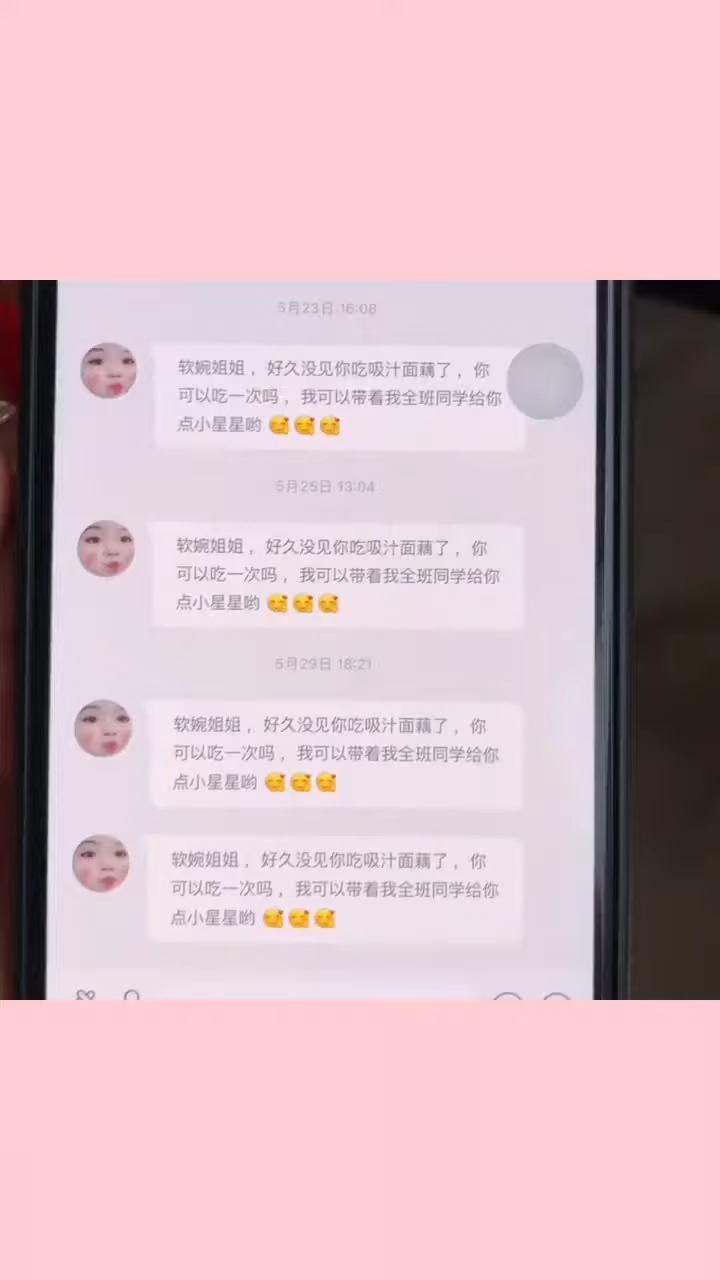 5月23日 16:08
软婉姐姐，好久没见你吃吸汁面藕了，你
可以吃一次吗，我可以带着我全班同学给你
点小星星哟🥰🥰🥰
5月25日 13:04
软婉姐姐，好久没见你吃吸汁面藕了，你
可以吃一次吗，我可以带着我全班同学给你
点小星星哟🥰🥰🥰
5月29日 18:21
软婉姐姐，好久没见你吃吸汁面藕了，你
可以吃一次吗，我可以带着我全班同学给你
点小星星哟🥰🥰🥰
软婉姐姐，好久没见你吃吸汁面藕了，你
可以吃一次吗，我可以带着我全班同学给你
点小星星哟🥰🥰🥰